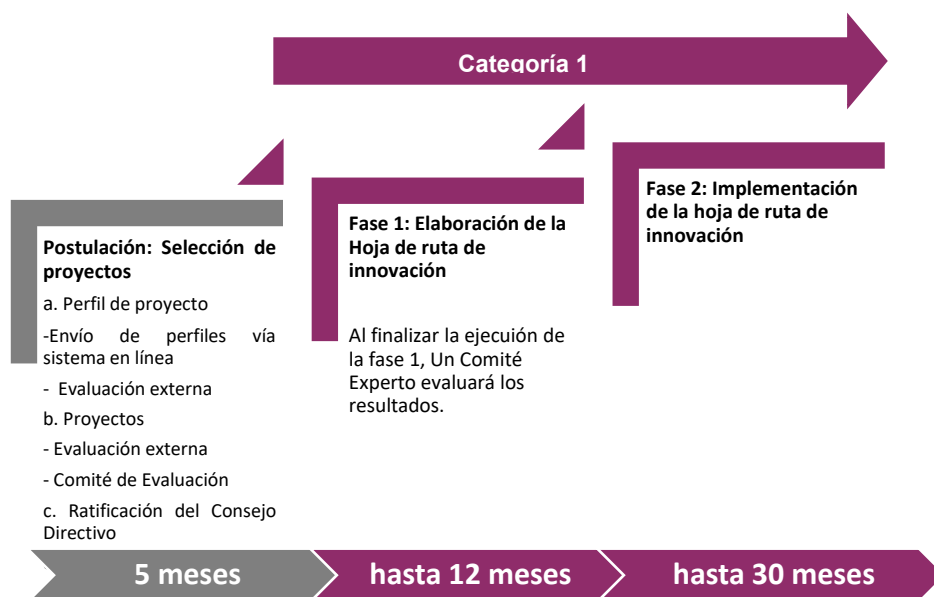 Categoría 1
Postulación: Selección de
proyectos
a. Perfil de proyecto
-Envío de perfiles vía
sistema en línea
- Evaluación externa
b. Proyectos
- Evaluación externa
- Comité de Evaluación
c. Ratificación del Consejo
Directivo
Fase 1: Elaboración de la
Hoja de ruta de
innovación
Al finalizar la ejecuión de
la fase 1, Un Comité
Experto evaluará los
resultados.
Fase 2: Implementación
de la hoja de ruta de
innovación
5 meses
hasta 12 meses
hasta 30 meses